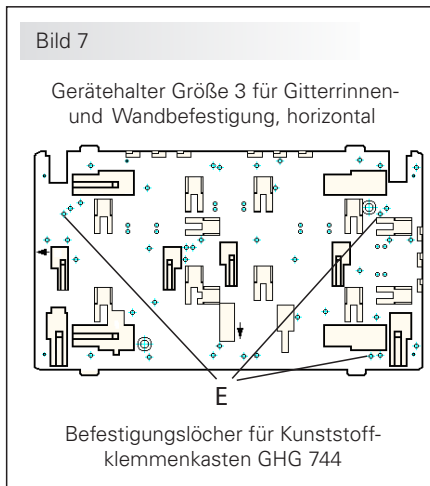 Bild 7
Gerätehalter Größe 3 für Gitterrinnen-
und Wandbefestigung, horizontal
E
Befestigungslöcher für Kunststoff-
klemmenkasten GHG 744